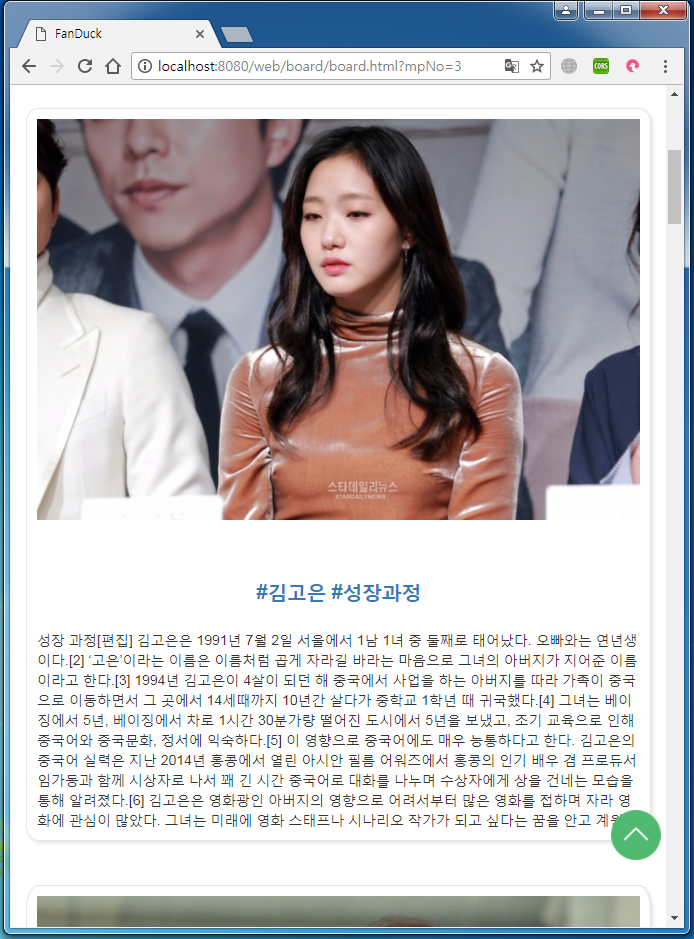 FanDuck
localhost:8080/web/board/board.html?mpNo=3
CORS
스타데일리뉴스
STARDAILYNEWS
#김고은 #성장과정
성장 과정[편집] 김고은은 1991년 7월 2일 서울에서 1남 1녀 중 둘째로 태어났다. 오빠와는 연년생
이다.[2] ‘고은’이라는 이름은 이름처럼 곱게 자라길 바라는 마음으로 그녀의 아버지가 지어준 이름
이라고 한다.[3] 1994년 김고은이 4살이 되던 해 중국에서 사업을 하는 아버지를 따라 가족이 중국
으로 이동하면서 그 곳에서 14세때까지 10년간 살다가 중학교 1학년 때 귀국했다.[4] 그녀는 베이
징에서 5년, 베이징에서 차로 1시간 30분가량 떨어진 도시에서 5년을 보냈고, 조기 교육으로 인해
중국어와 중국문화, 정서에 익숙하다.[5] 이 영향으로 중국어에도 매우 능통하다고 한다. 김고은의
중국어 실력은 지난 2014년 홍콩에서 열린 아시안 필름 어워즈에서 홍콩의 인기 배우 겸 프로듀서
임가동과 함께 시상자로 나서 꽤 긴 시간 중국어로 대화를 나누며 수상자에게 상을 건네는 모습을
통해 알려졌다.[6] 김고은은 영화광인 아버지의 영향으로 어려서부터 많은 영화를 접하며 자라 영
화에 관심이 많았다. 그녀는 미래에 영화 스태프나 시나리오 작가가 되고 싶다는 꿈을 안고